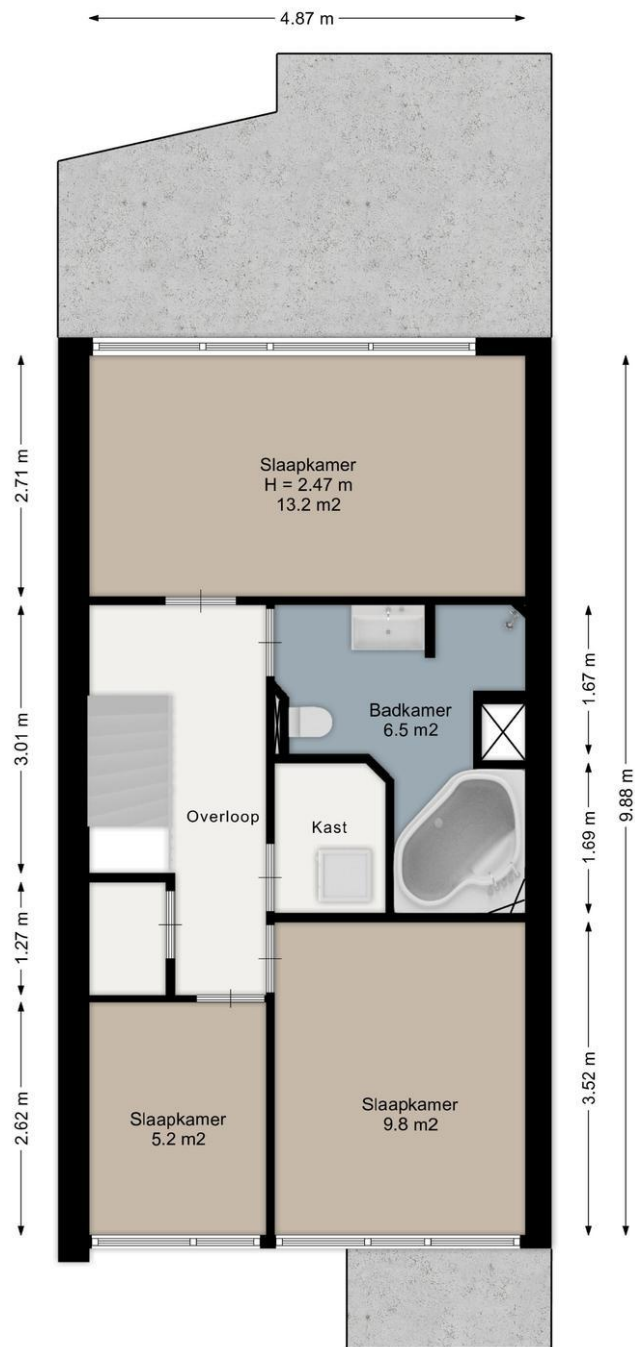 4.87 m
2.71 m
Slaapkamer
H = 2.47 m
13.2 m2
3.01 m
1.67 m
Badkamer
6.5 m2
9.88 m
Overloop
Kast
1.69 m
1.27 m
3.52 m
2.62 m
Slaapkamer
5.2 m2
Slaapkamer
9.8 m2